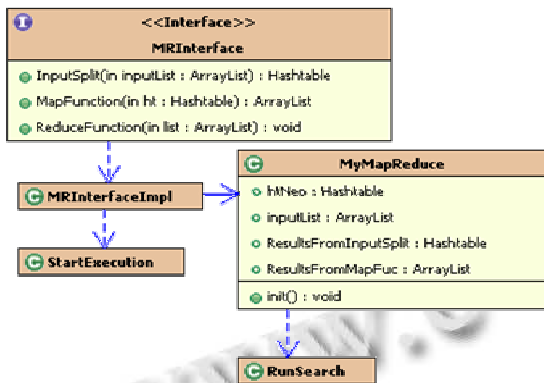 I
<<Interface>>
MRInterface
InputSplit(in inputList : ArrayList) : Hashtable
MapFunction(in ht : Hashtable) : ArrayList
ReduceFunction(in list : ArrayList) : void
C MyMapReduce
htNeo : Hashtable
inputList : ArrayList
ResultsFromInputSplit : Hashtable
ResultsFromMapFuc : ArrayList
init() : void
C MRInterfaceImpl
C StartExecution
C RunSearch